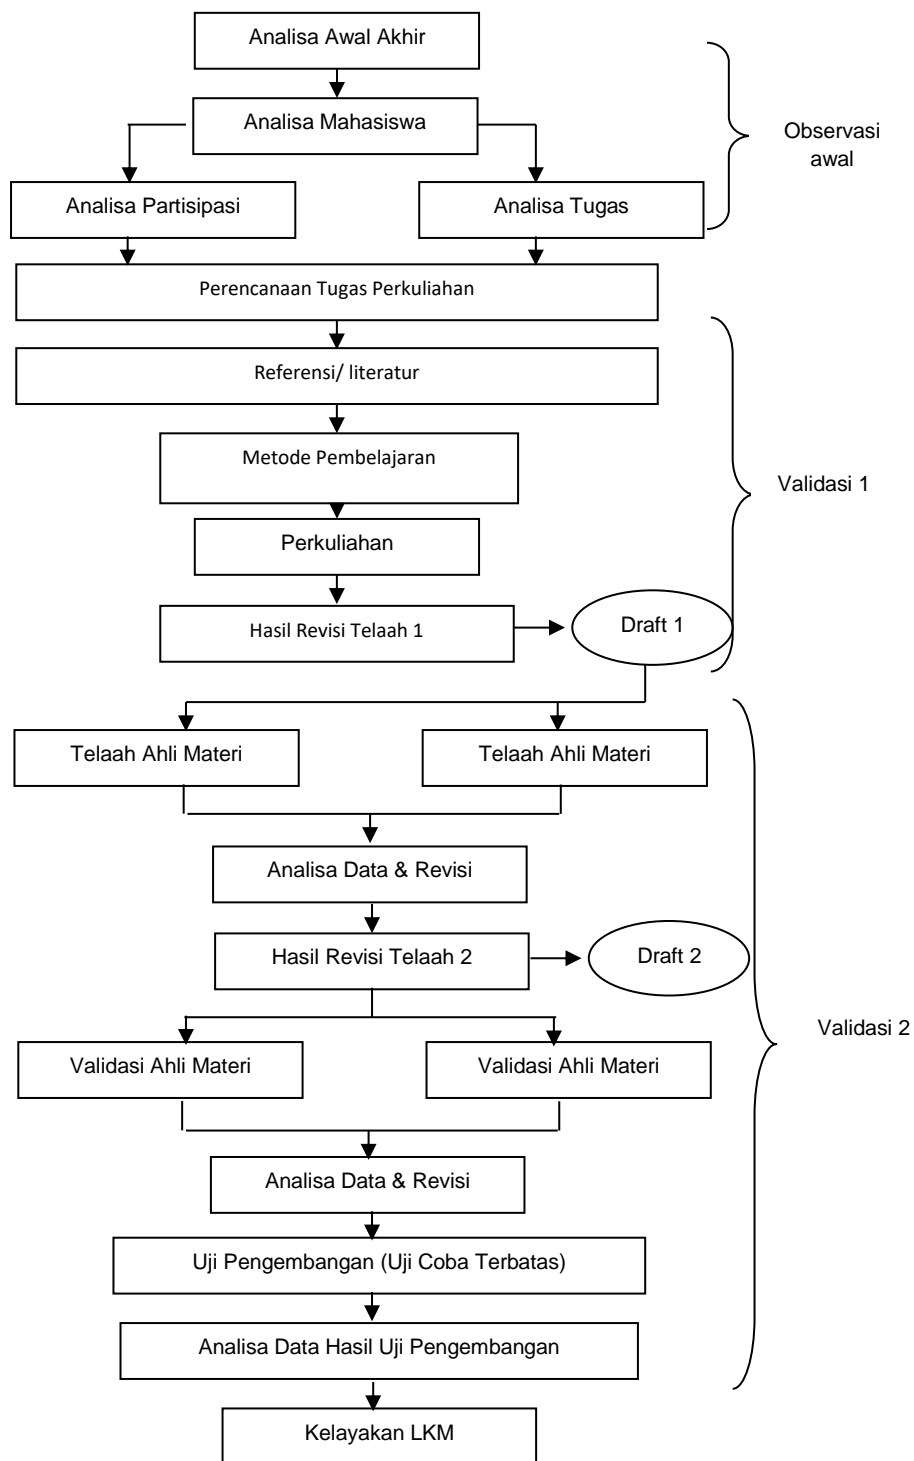 Analisa Awal Akhir
Analisa Mahasiswa
Observasi
awal
Analisa Partisipasi
Analisa Tugas
Perencanaan Tugas Perkuliahan
Referensi/ literatur
Metode Pembelajaran
Validasi 1
Perkuliahan
Hasil Revisi Telaah 1
Draft 1
Telaah Ahli Materi
Telaah Ahli Materi
Analisa Data & Revisi
Hasil Revisi Telaah 2
Draft 2
Validasi 2
Validasi Ahli Materi
Validasi Ahli Materi
Analisa Data & Revisi
Uji Pengembangan (Uji Coba Terbatas)
Analisa Data Hasil Uji Pengembangan
Kelayakan LKM